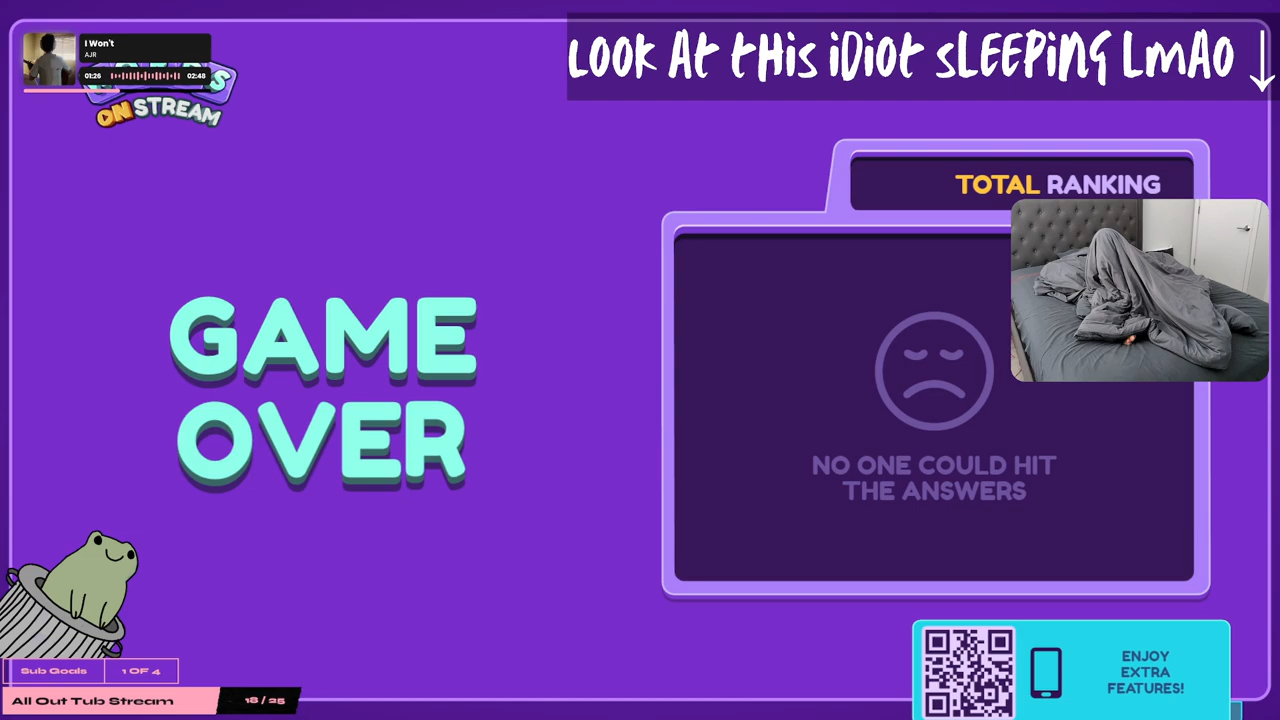 I Won't
AJR
01:26
02:48
ON STREAM
LOOK At tHis iDiot sLEEPiNG LmAO ↓
TOTAL RANKING
GAME
OVER
NO ONE COULD HIT
THE ANSWERS
Sub Goals
1 OF 4
All Out Tub Stream
18 / 25
ENJOY
EXTRA
FEATURES!